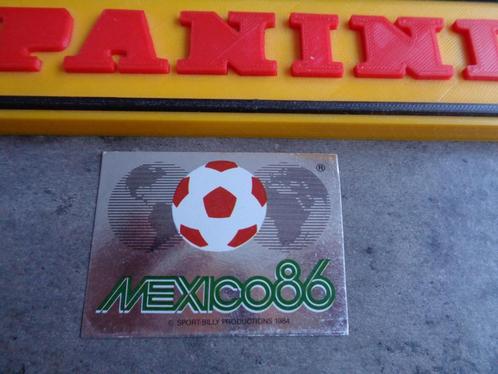 PANINI
®
MEXICO86
© SPORT-BILLY PRODUCTIONS 1984